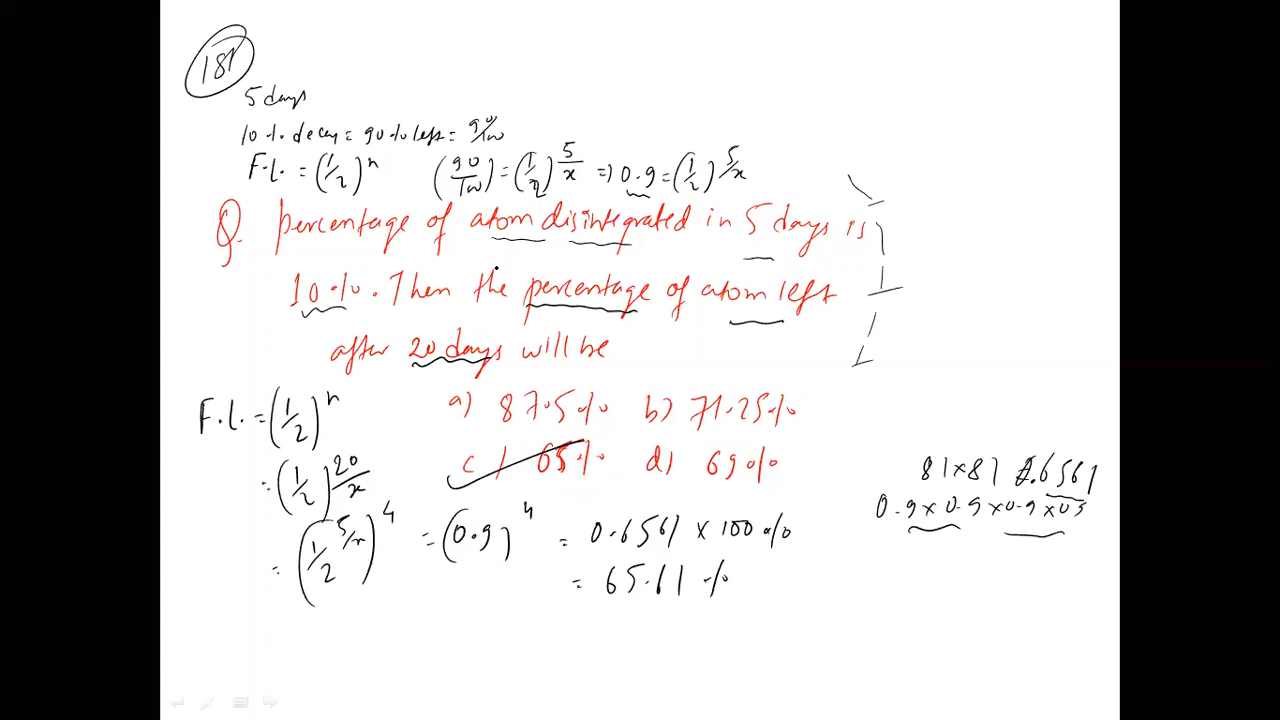 181
5 days
10 % decay = 90 % left = 90/100
F.L. = (1/2)^n (90/100) = (1/2)^5/x => 0.9 = (1/2)^5/x
Q. percentage of atom disintegrated in 5 days is
10 %. Then the percentage of atom left
after 20 days will be
a) 87.5 % b) 71.25 %
c) 65 % d) 69 %
F.L. = (1/2)^n
= (1/2)^20/x
= (1/2^5/x)^4 = (0.9)^4 = 0.6561 x 100 %
= 65.61 %
81 x 81 0.6561
0.9 x 0.9 x 0.9 x 0.9